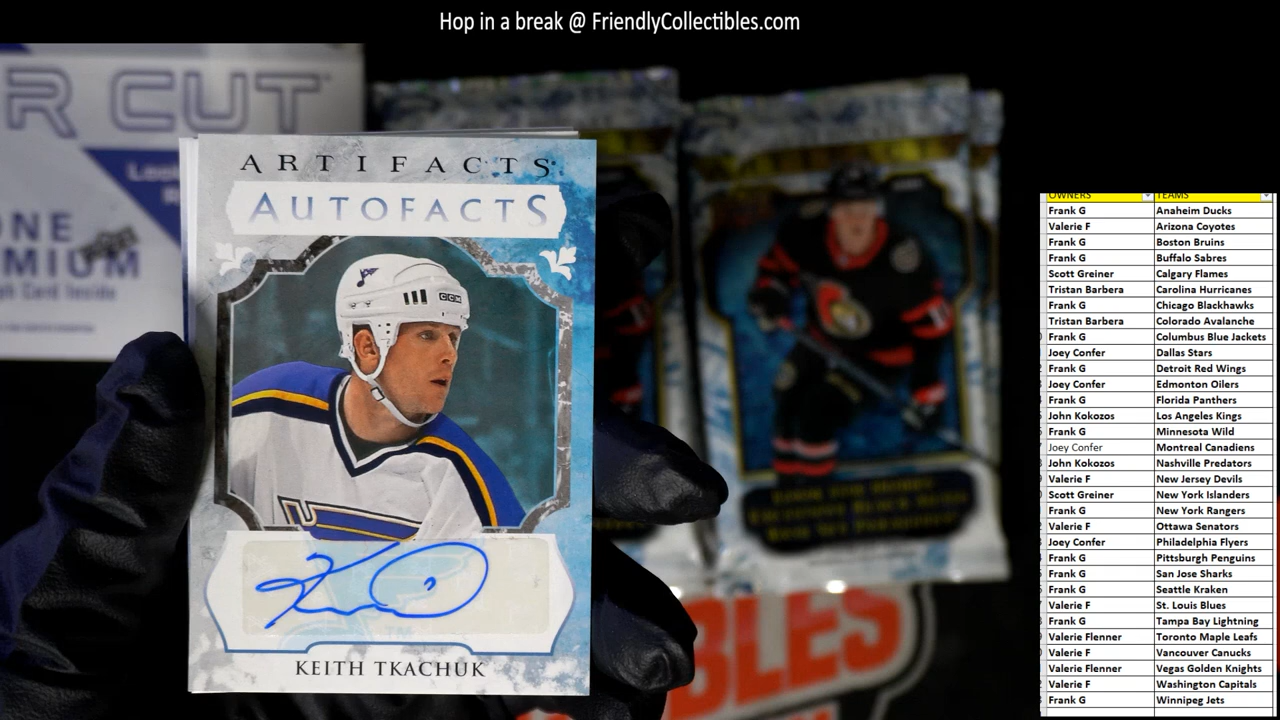 Hop in a break @ FriendlyCollectibles.com
R CUT
ONE
MIUM
ARTIFACTS
AUTOFACTS
CCM
KEITH TKACHUK
BLES
OWNERS TEAMS
Frank G Anaheim Ducks
Valerie F Arizona Coyotes
Frank G Boston Bruins
Frank G Buffalo Sabres
Scott Greiner Calgary Flames
Tristan Barbera Carolina Hurricanes
Frank G Chicago Blackhawks
Tristan Barbera Colorado Avalanche
Frank G Columbus Blue Jackets
Joey Confer Dallas Stars
Frank G Detroit Red Wings
Joey Confer Edmonton Oilers
Frank G Florida Panthers
John Kokozos Los Angeles Kings
Frank G Minnesota Wild
Joey Confer Montreal Canadiens
John Kokozos Nashville Predators
Valerie F New Jersey Devils
Scott Greiner New York Islanders
Frank G New York Rangers
Valerie F Ottawa Senators
Joey Confer Philadelphia Flyers
Frank G Pittsburgh Penguins
Frank G San Jose Sharks
Frank G Seattle Kraken
Valerie F St. Louis Blues
Frank G Tampa Bay Lightning
Valerie Flenner Toronto Maple Leafs
Valerie F Vancouver Canucks
Valerie Flenner Vegas Golden Knights
Valerie F Washington Capitals
Frank G Winnipeg Jets